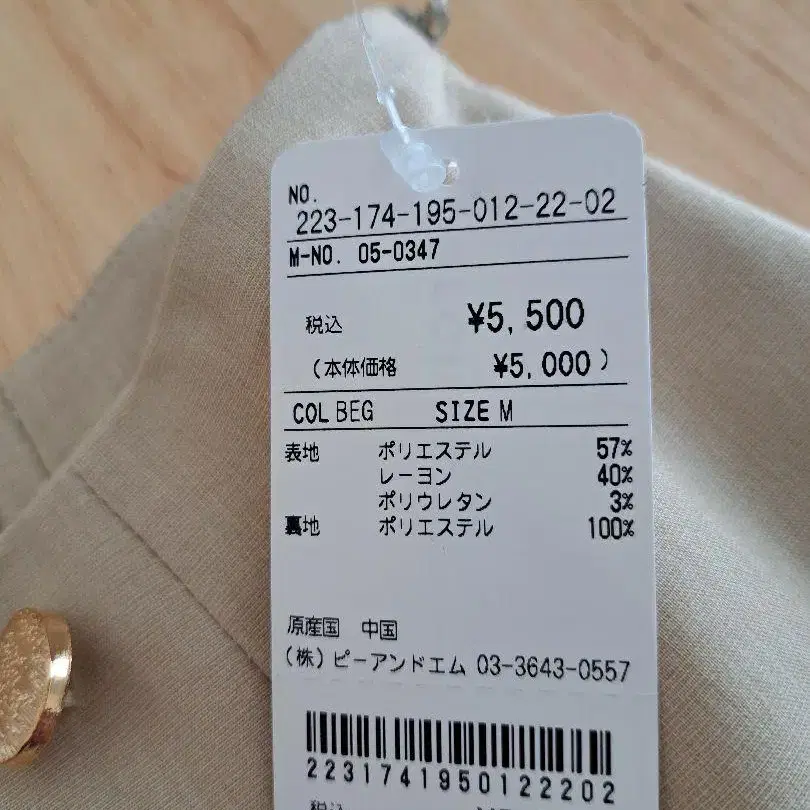 NO.
223-174-195-012-22-02
M-NO. 05-0347
税込 ¥5,500
(本体価格 ¥5,000)
COL BEG SIZE M
表地 ポリエステル 57%
レーヨン 40%
ポリウレタン 3%
裏地 ポリエステル 100%
原産国 中国
(株)ピーアンドエム 03-3643-0557
2231741950122202
税込